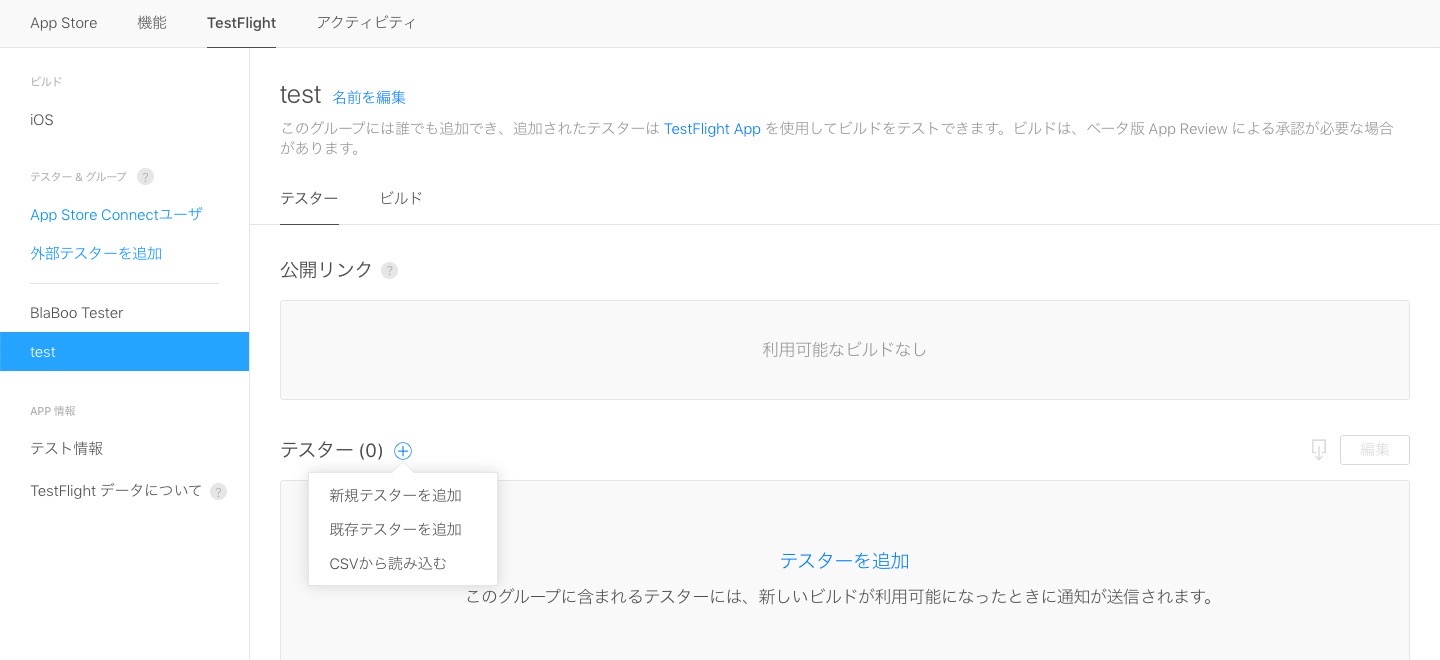 App Store 機能 TestFlight アクティビティ
ビルド
iOS
テスター & グループ ?
App Store Connectユーザ
外部テスターを追加
BlaBoo Tester
test
APP 情報
テスト情報
TestFlight データについて ?
test 名前を編集
このグループには誰でも追加でき、追加されたテスターは TestFlight App を使用してビルドをテストできます。ビルドは、ベータ版 App Review による承認が必要な場合
があります。
テスター ビルド
公開リンク ?
利用可能なビルドなし
テスター (0) 編集
新規テスターを追加
既存テスターを追加
CSVから読み込む
テスターを追加
このグループに含まれるテスターには、新しいビルドが利用可能になったときに通知が送信されます。